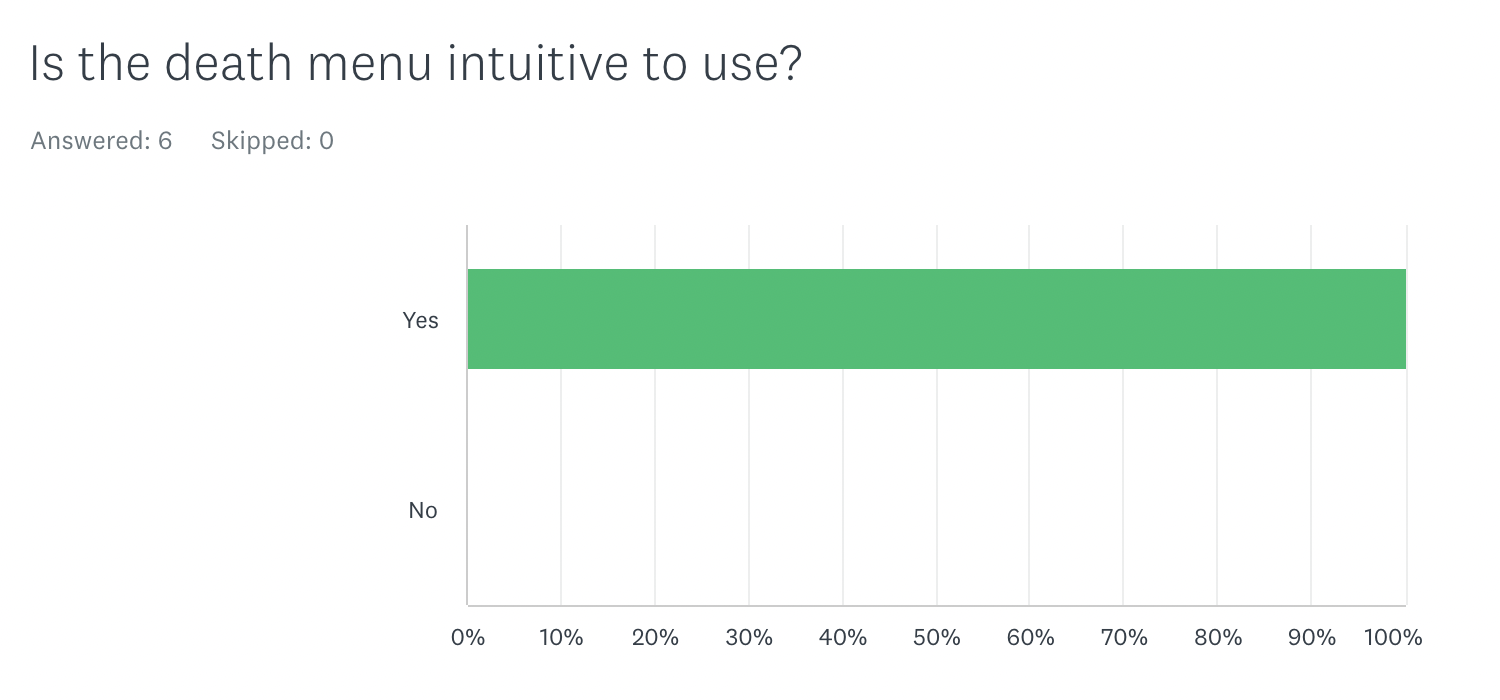 Is the death menu intuitive to use?
Answered: 6 Skipped: 0
Yes
No
0% 10% 20% 30% 40% 50% 60% 70% 80% 90% 100%